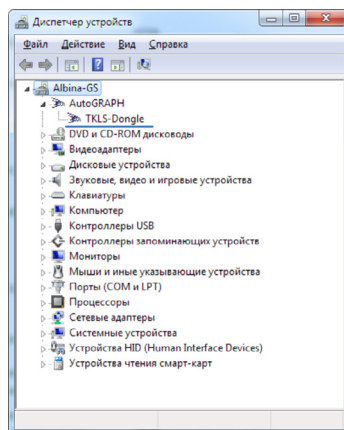 Диспетчер устройств
Файл Действие Вид Справка
Albina-GS
AutoGRAPH
TKLS-Dongle
DVD и CD-ROM дисководы
Видеоадаптеры
Дисковые устройства
Звуковые, видео и игровые устройства
Клавиатуры
Компьютер
Контроллеры USB
Контроллеры запоминающих устройств
Мониторы
Мыши и иные указывающие устройства
Порты (COM и LPT)
Процессоры
Сетевые адаптеры
Системные устройства
Устройства HID (Human Interface Devices)
Устройства чтения смарт-карт